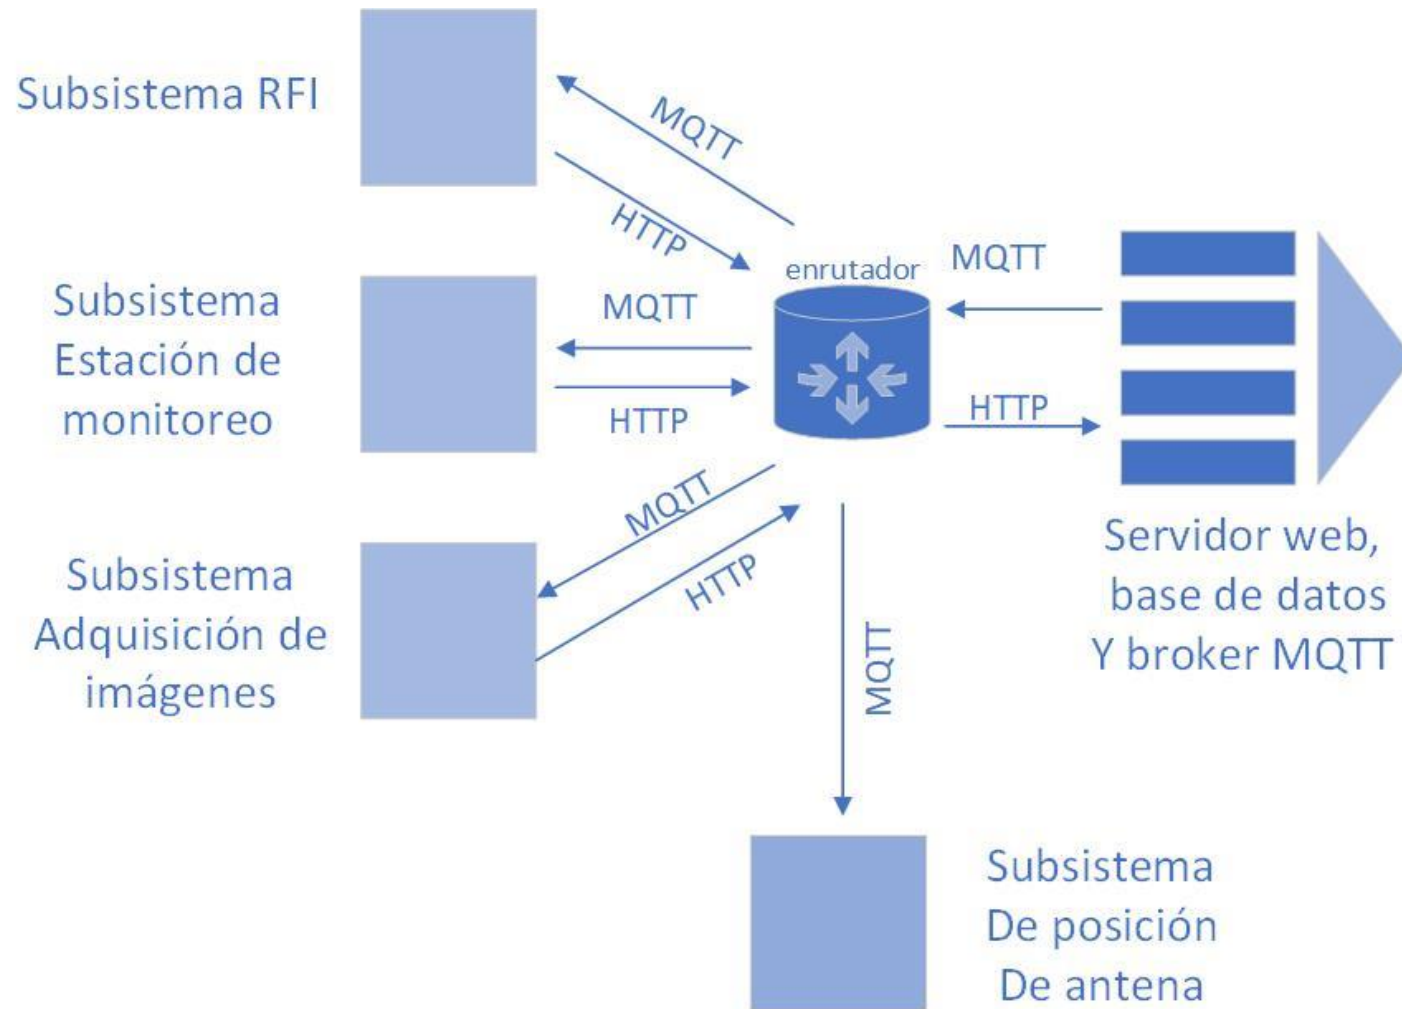 Subsistema RFI
MQTT
HTTP
Subsistema
Estación de
monitoreo
MQTT
HTTP
enrutador
MQTT
HTTP
Subsistema
Adquisición de
imágenes
MQTT
HTTP
MQTT
Servidor web,
base de datos
Y broker MQTT
Subsistema
De posición
De antena